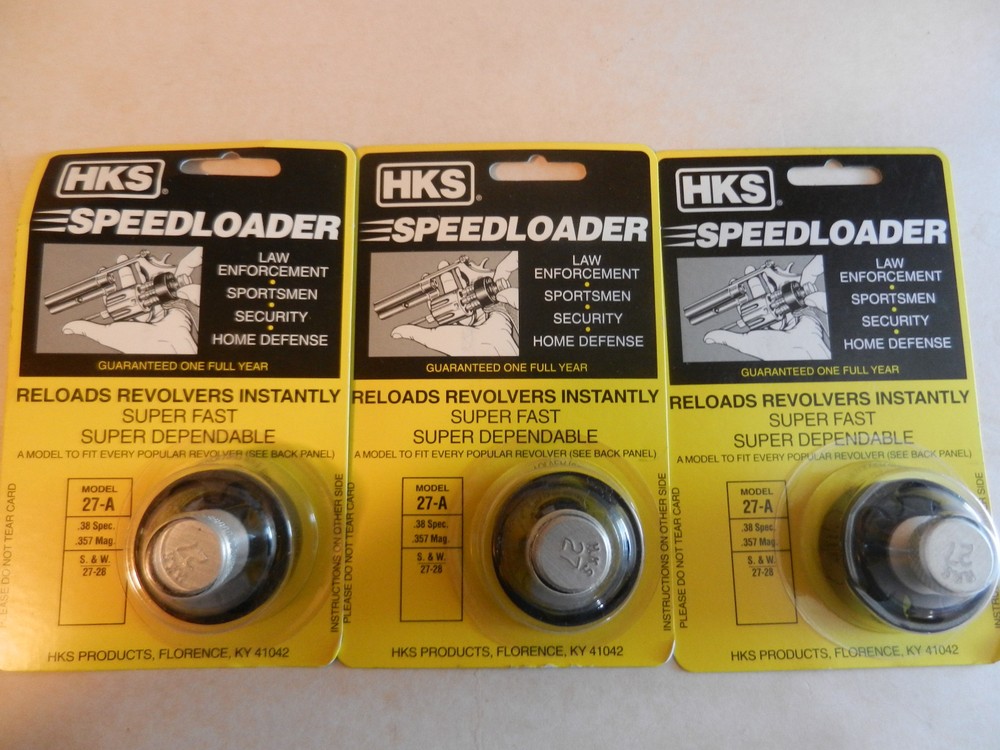 HKS®
SPEEDLOADER
LAW
ENFORCEMENT
•
SPORTSMEN
•
SECURITY
•
HOME DEFENSE
GUARANTEED ONE FULL YEAR
RELOADS REVOLVERS INSTANTLY
SUPER FAST
SUPER DEPENDABLE
A MODEL TO FIT EVERY POPULAR REVOLVER (SEE BACK PANEL)
MODEL
27-A
.38 Spec.
.357 Mag.
S. & W.
27-28
PLEASE DO NOT TEAR CARD
INSTRUCTIONS ON OTHER SIDE
27
HKS PRODUCTS, FLORENCE, KY 41042
HKS®
SPEEDLOADER
LAW
ENFORCEMENT
•
SPORTSMEN
•
SECURITY
•
HOME DEFENSE
GUARANTEED ONE FULL YEAR
RELOADS REVOLVERS INSTANTLY
SUPER FAST
SUPER DEPENDABLE
A MODEL TO FIT EVERY POPULAR REVOLVER (SEE BACK PANEL)
MODEL
27-A
.38 Spec.
.357 Mag.
S. & W.
27-28
PLEASE DO NOT TEAR CARD
INSTRUCTIONS ON OTHER SIDE
HKS
27
HKS PRODUCTS, FLORENCE, KY 41042
HKS®
SPEEDLOADER
LAW
ENFORCEMENT
•
SPORTSMEN
•
SECURITY
•
HOME DEFENSE
GUARANTEED ONE FULL YEAR
RELOADS REVOLVERS INSTANTLY
SUPER FAST
SUPER DEPENDABLE
A MODEL TO FIT EVERY POPULAR REVOLVER (SEE BACK PANEL)
MODEL
27-A
.38 Spec.
.357 Mag.
S. & W.
27-28
PLEASE DO NOT TEAR CARD
HKS PRODUCTS, FLORENCE, KY 41042